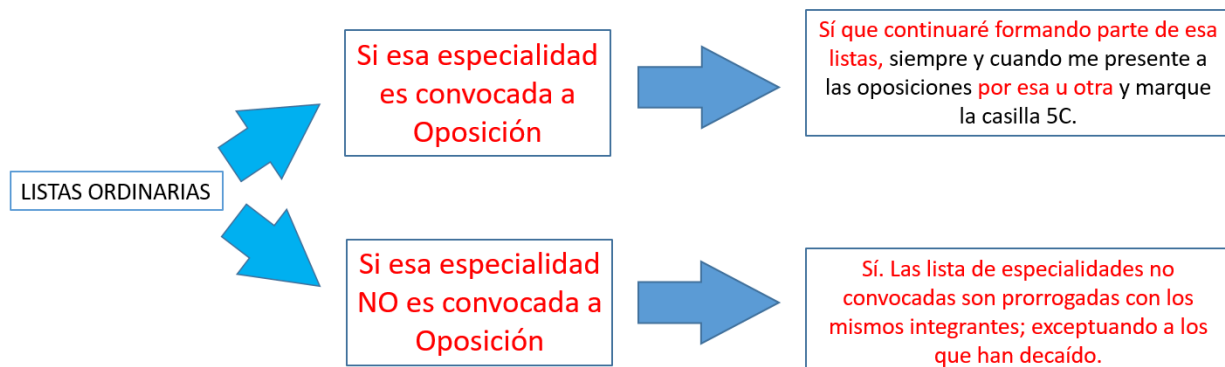 LISTAS ORDINARIAS
Si esa especialidad
es convocada a
Oposición
Sí que continuaré formando parte de esa
listas, siempre y cuando me presente a
las oposiciones por esa u otra y marque
la casilla 5C.
Si esa especialidad
NO es convocada a
Oposición
Sí. Las lista de especialidades no
convocadas son prorrogadas con los
mismos integrantes; exceptuando a los
que han decaído.